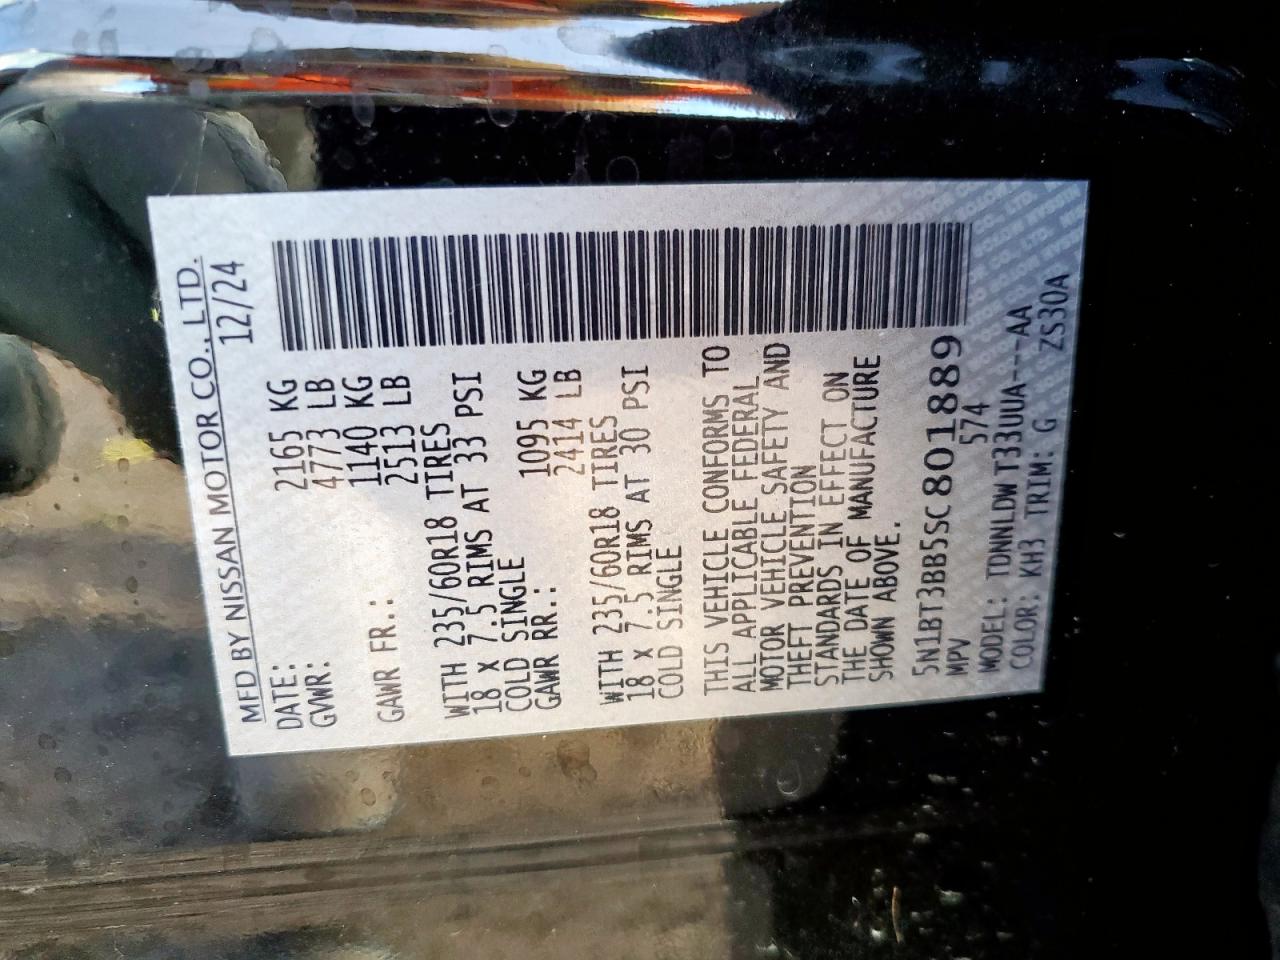 MFD BY NISSAN MOTOR CO., LTD.
DATE: 12/24
GVWR: 2165 KG
4773 LB
GAWR FR.: 1140 KG
2513 LB
WITH 235/60R18 TIRES
18 X 7.5 RIMS AT 33 PSI
COLD SINGLE
GAWR RR.: 1095 KG
2414 LB
WITH 235/60R18 TIRES
18 X 7.5 RIMS AT 30 PSI
COLD SINGLE
THIS VEHICLE CONFORMS TO
ALL APPLICABLE FEDERAL
MOTOR VEHICLE SAFETY AND
THEFT PREVENTION
STANDARDS IN EFFECT ON
THE DATE OF MANUFACTURE
SHOWN ABOVE.
5N1BT3BB5SC801889
MPV 574
MODEL: TDNNLDW T33UUA---AA
COLOR: KH3 TRIM: G ZS30A